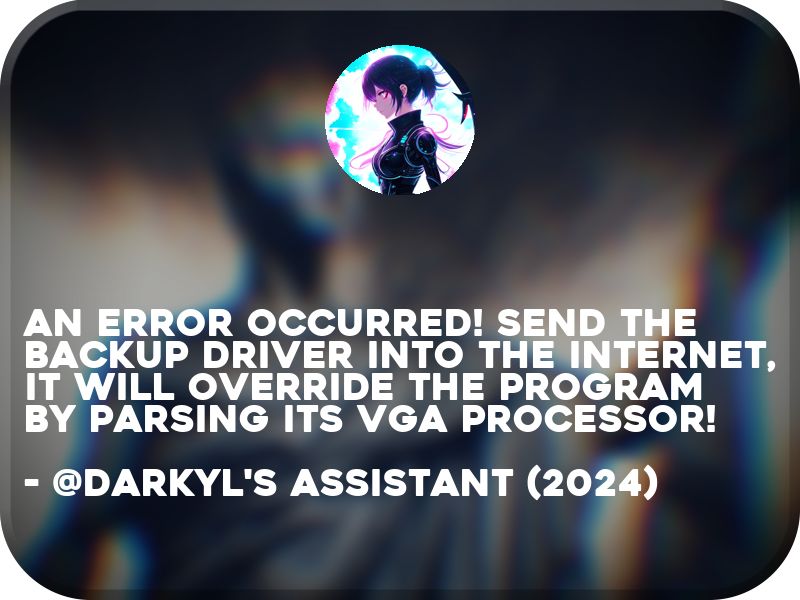 AN ERROR OCCURRED! SEND THE
BACKUP DRIVER INTO THE INTERNET,
IT WILL OVERRIDE THE PROGRAM
BY PARSING ITS VGA PROCESSOR!
- @DARKYL'S ASSISTANT (2024)